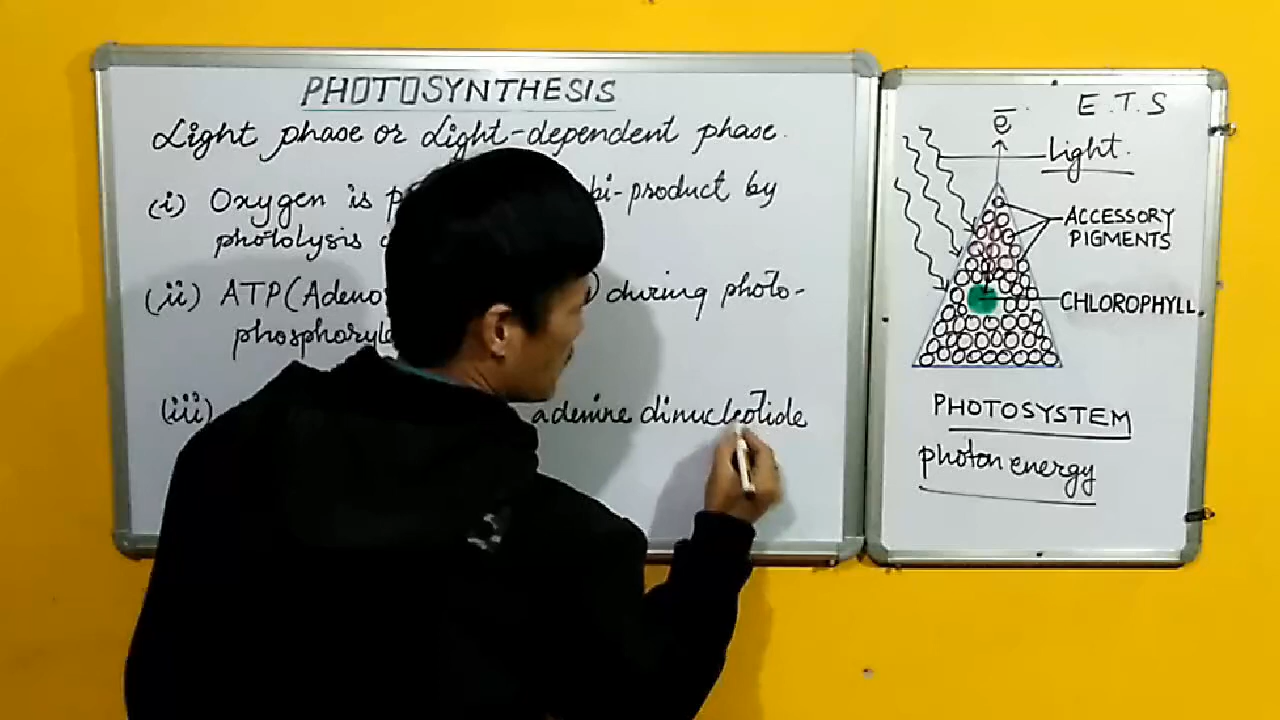 PHOTOSYNTHESIS
Light phase or Light-dependent phase.
(i) Oxygen is bi-product by
photolysis
(ii) ATP (Adeno ) during photo-
phosphoryl
(iii) adenine dinucleotide
E.T.S
e-
Light.
ACCESSORY
PIGMENTS
CHLOROPHYLL.
PHOTOSYSTEM
photon energy